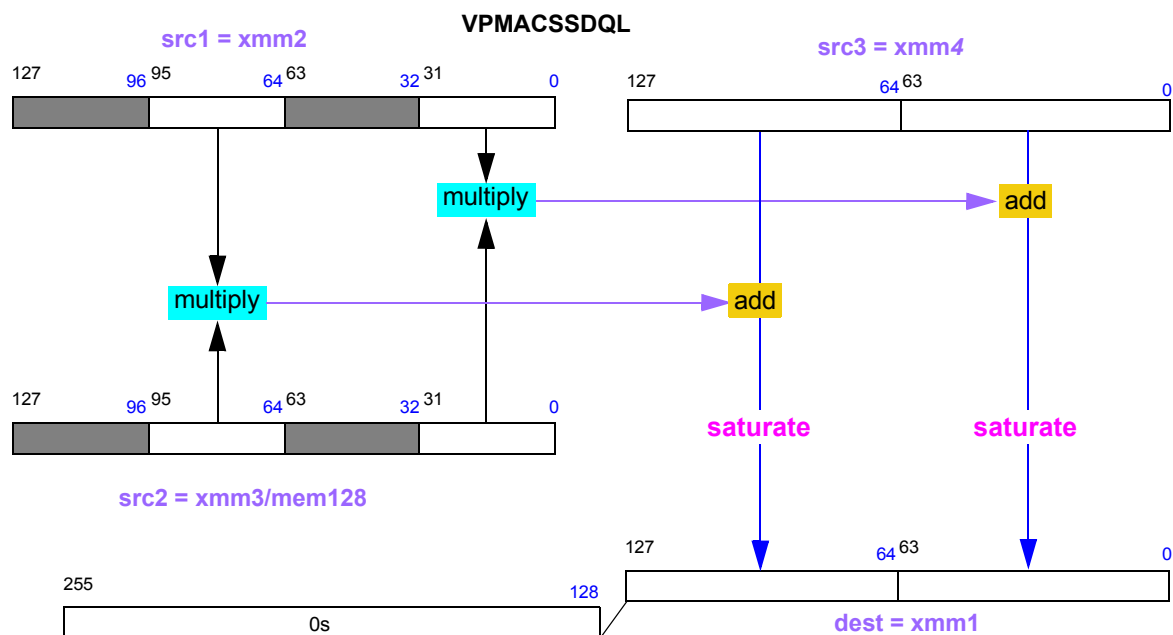 VPMACSSDQL
src1 = xmm2
src3 = xmm4
127 96 95 64 63 32 31 0
127 64 63 0
multiply
add
multiply
add
127 96 95 64 63 32 31 0
saturate
saturate
src2 = xmm3/mem128
127 64 63 0
255 128
0s
dest = xmm1